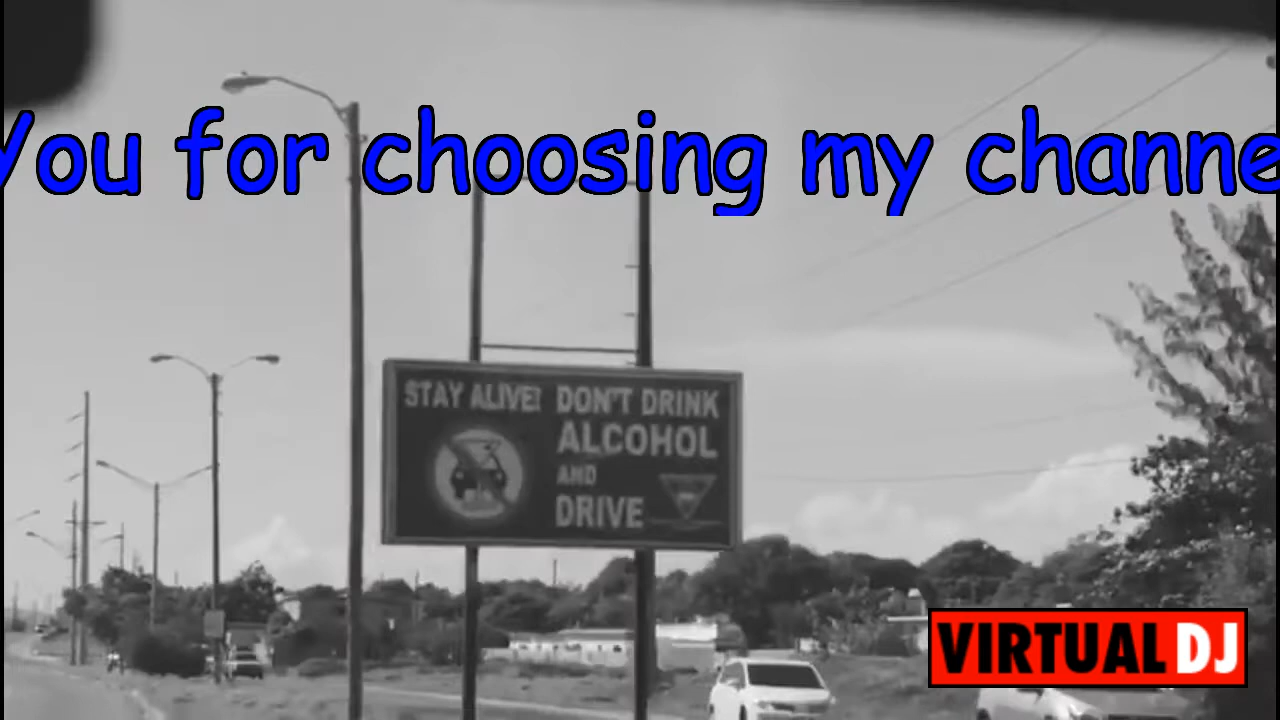 You for choosing my channe
STAY ALIVE! DON'T DRINK
ALCOHOL
AND
DRIVE
VIRTUAL DJ